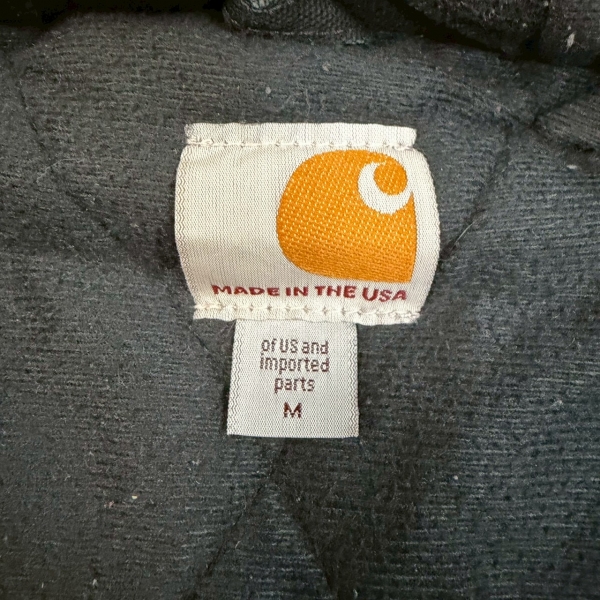 MADE IN THE USA
of US and
imported
parts
M